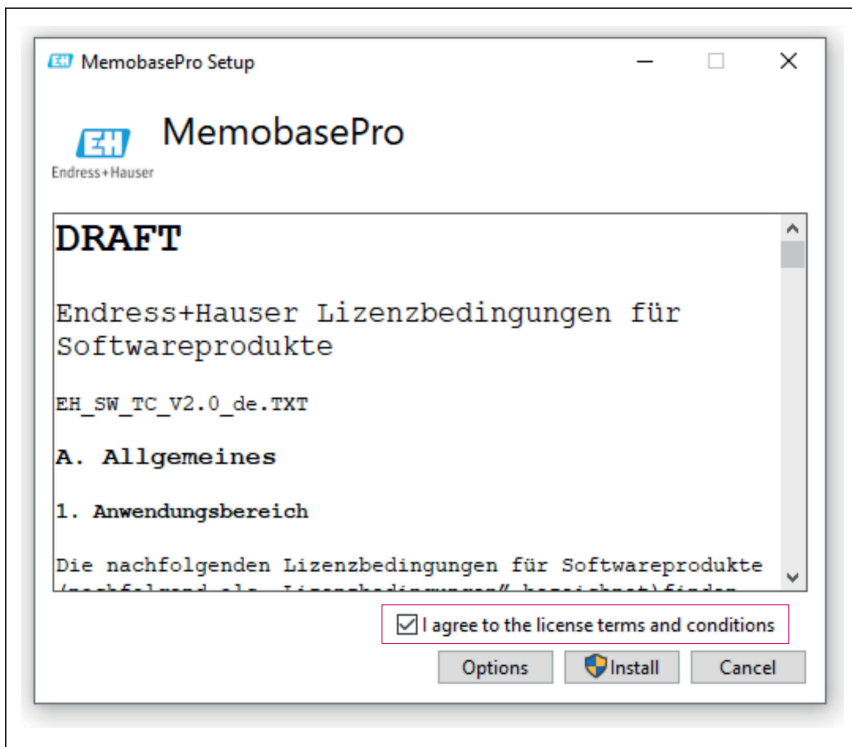 MemobasePro Setup
EH
MemobasePro
Endress+Hauser
DRAFT
Endress+Hauser Lizenzbedingungen für
Softwareprodukte
EH_SW_TC_V2.0_de.TXT
A. Allgemeines
1. Anwendungsbereich
Die nachfolgenden Lizenzbedingungen für Softwareprodukte
I agree to the license terms and conditions
Options Install Cancel